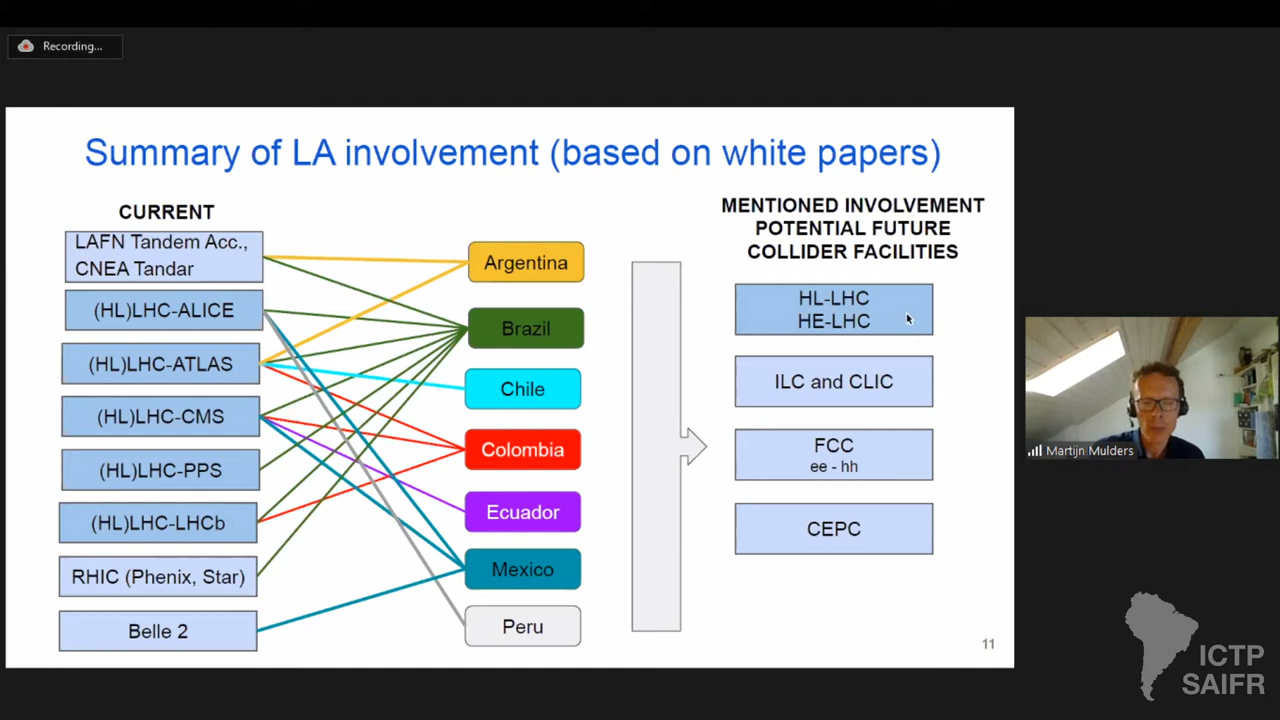 Recording...
Summary of LA involvement (based on white papers)
CURRENT
LAFN Tandem Acc.,
CNEA Tandar
(HL)LHC-ALICE
(HL)LHC-ATLAS
(HL)LHC-CMS
(HL)LHC-PPS
(HL)LHC-LHCb
RHIC (Phenix, Star)
Belle 2
Argentina
Brazil
Chile
Colombia
Ecuador
Mexico
Peru
MENTIONED INVOLVEMENT
POTENTIAL FUTURE
COLLIDER FACILITIES
HL-LHC
HE-LHC
ILC and CLIC
FCC
ee - hh
CEPC
11
Martijn Mulders
ICTP
SAIFR